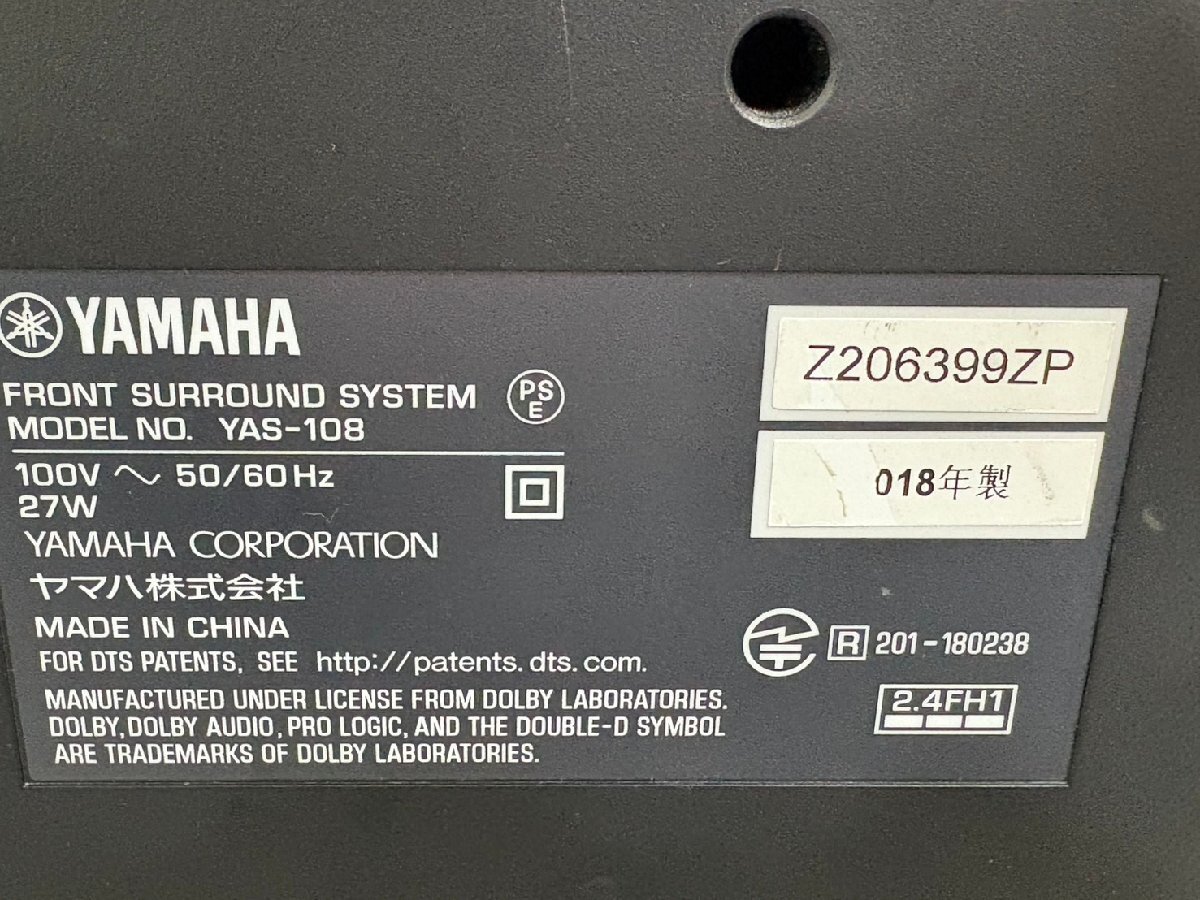 YAMAHA
FRONT SURROUND SYSTEM
MODEL NO. YAS-108
PS
E
100V ～ 50/60Hz
27W
YAMAHA CORPORATION
ヤマハ株式会社
MADE IN CHINA
FOR DTS PATENTS, SEE http://patents.dts.com.
MANUFACTURED UNDER LICENSE FROM DOLBY LABORATORIES.
DOLBY, DOLBY AUDIO, PRO LOGIC, AND THE DOUBLE-D SYMBOL
ARE TRADEMARKS OF DOLBY LABORATORIES.
Z206399ZP
018年製
R 201-180238
2.4FH1